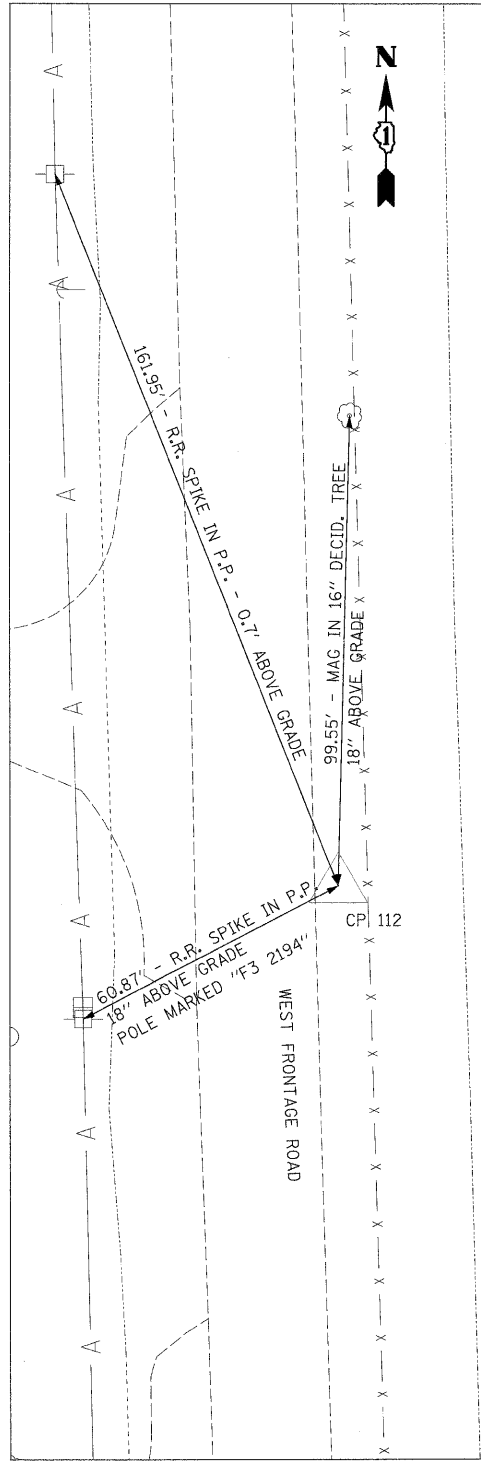 N
1
A
A
161.95' - R.R. SPIKE IN P.P. - 0.7' ABOVE GRADE
A
99.55' - MAG IN 16" DECID. TREE
18" ABOVE GRADE
A
CP 112
60.87' - R.R. SPIKE IN P.P.
18" ABOVE GRADE
POLE MARKED "F3 2194"
WEST FRONTAGE ROAD
A
A